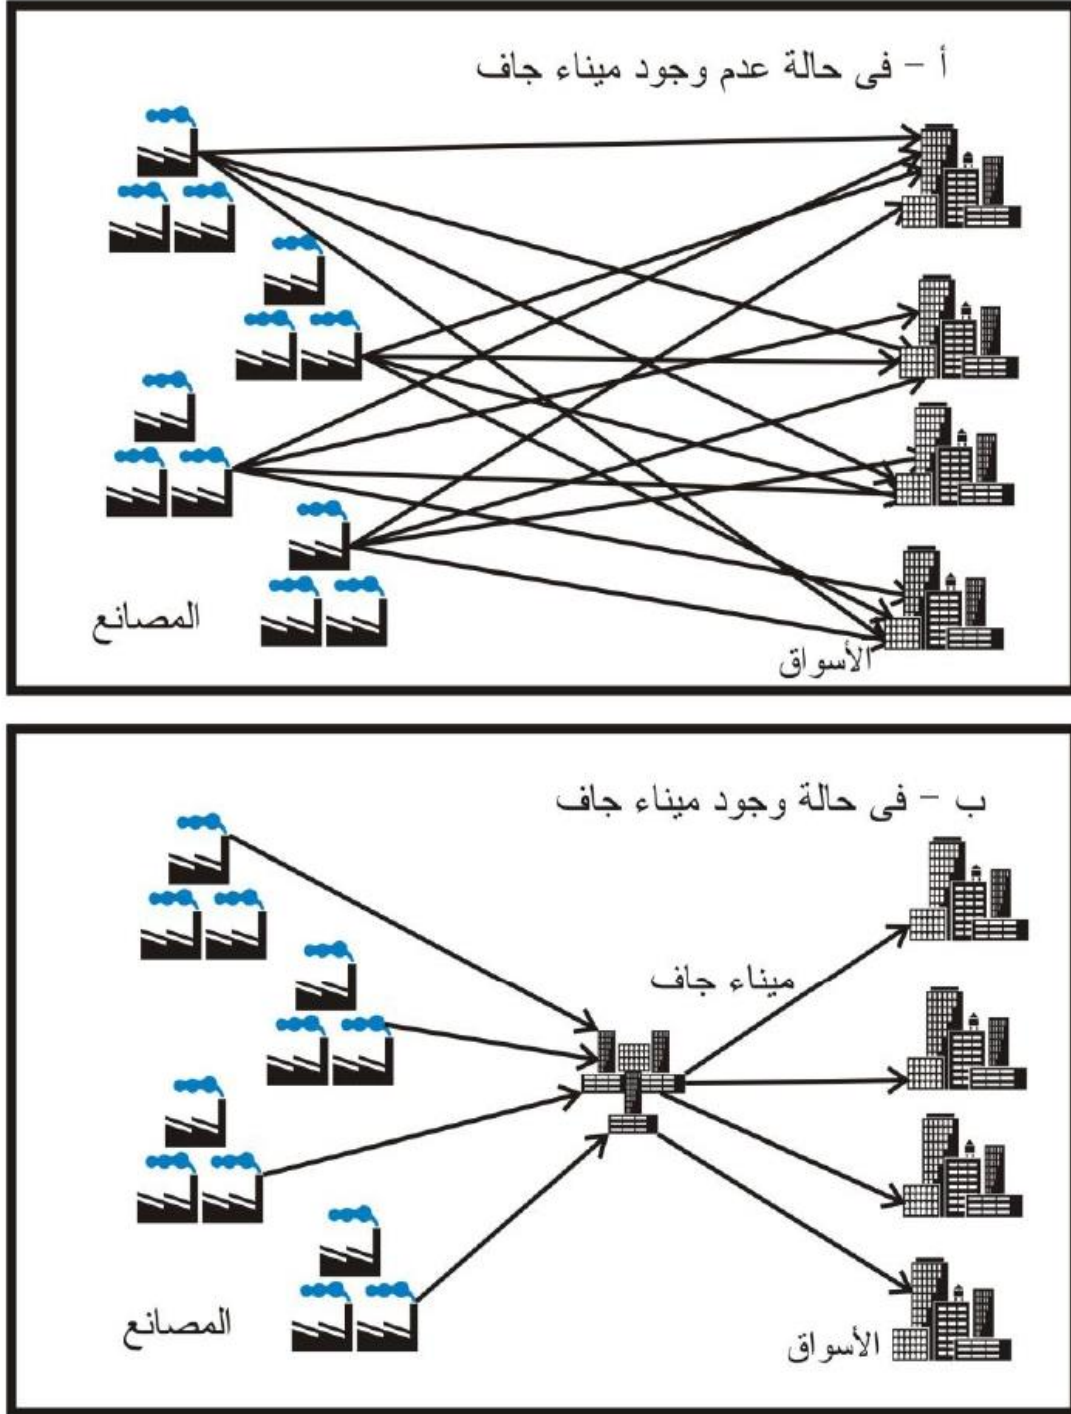 أ - فى حالة عدم وجود ميناء جاف
المصانع
الأسواق
ب - فى حالة وجود ميناء جاف
ميناء جاف
المصانع
الأسواق